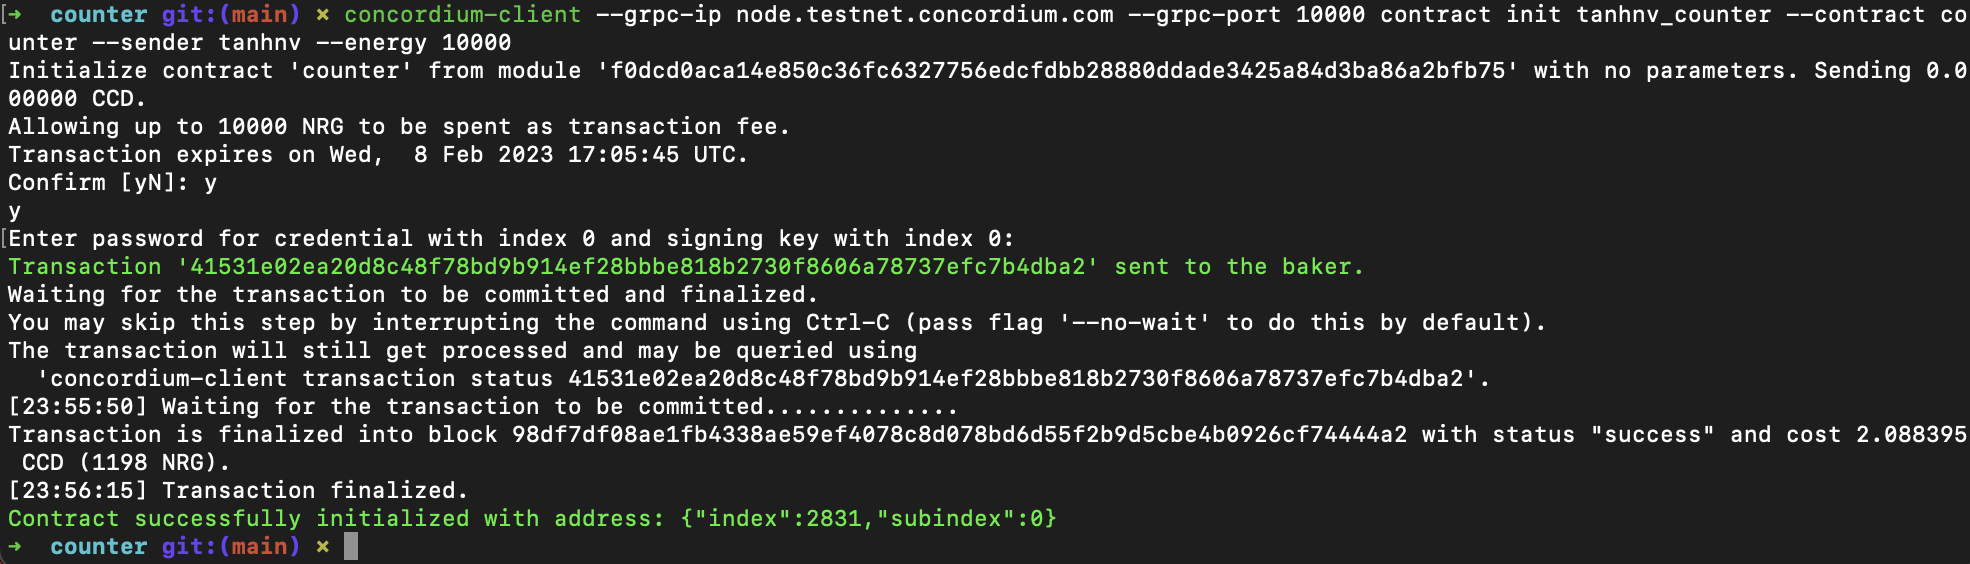 [→  counter git:(main) × concordium-client --grpc-ip node.testnet.concordium.com --grpc-port 10000 contract init tanhnv_counter --contract co
unter --sender tanhnv --energy 10000
Initialize contract 'counter' from module 'f0dcd0aca14e850c36fc6327756edcfdbb28880ddade3425a84d3ba86a2bfb75' with no parameters. Sending 0.0
00000 CCD.
Allowing up to 10000 NRG to be spent as transaction fee.
Transaction expires on Wed,  8 Feb 2023 17:05:45 UTC.
Confirm [yN]: y
y
[Enter password for credential with index 0 and signing key with index 0:
Transaction '41531e02ea20d8c48f78bd9b914ef28bbbe818b2730f8606a78737efc7b4dba2' sent to the baker.
Waiting for the transaction to be committed and finalized.
You may skip this step by interrupting the command using Ctrl-C (pass flag '--no-wait' to do this by default).
The transaction will still get processed and may be queried using
  'concordium-client transaction status 41531e02ea20d8c48f78bd9b914ef28bbbe818b2730f8606a78737efc7b4dba2'.
[23:55:50] Waiting for the transaction to be committed..............
Transaction is finalized into block 98df7df08ae1fb4338ae59ef4078c8d078bd6d55f2b9d5cbe4b0926cf74444a2 with status "success" and cost 2.088395
 CCD (1198 NRG).
[23:56:15] Transaction finalized.
Contract successfully initialized with address: {"index":2831,"subindex":0}
→  counter git:(main) ×